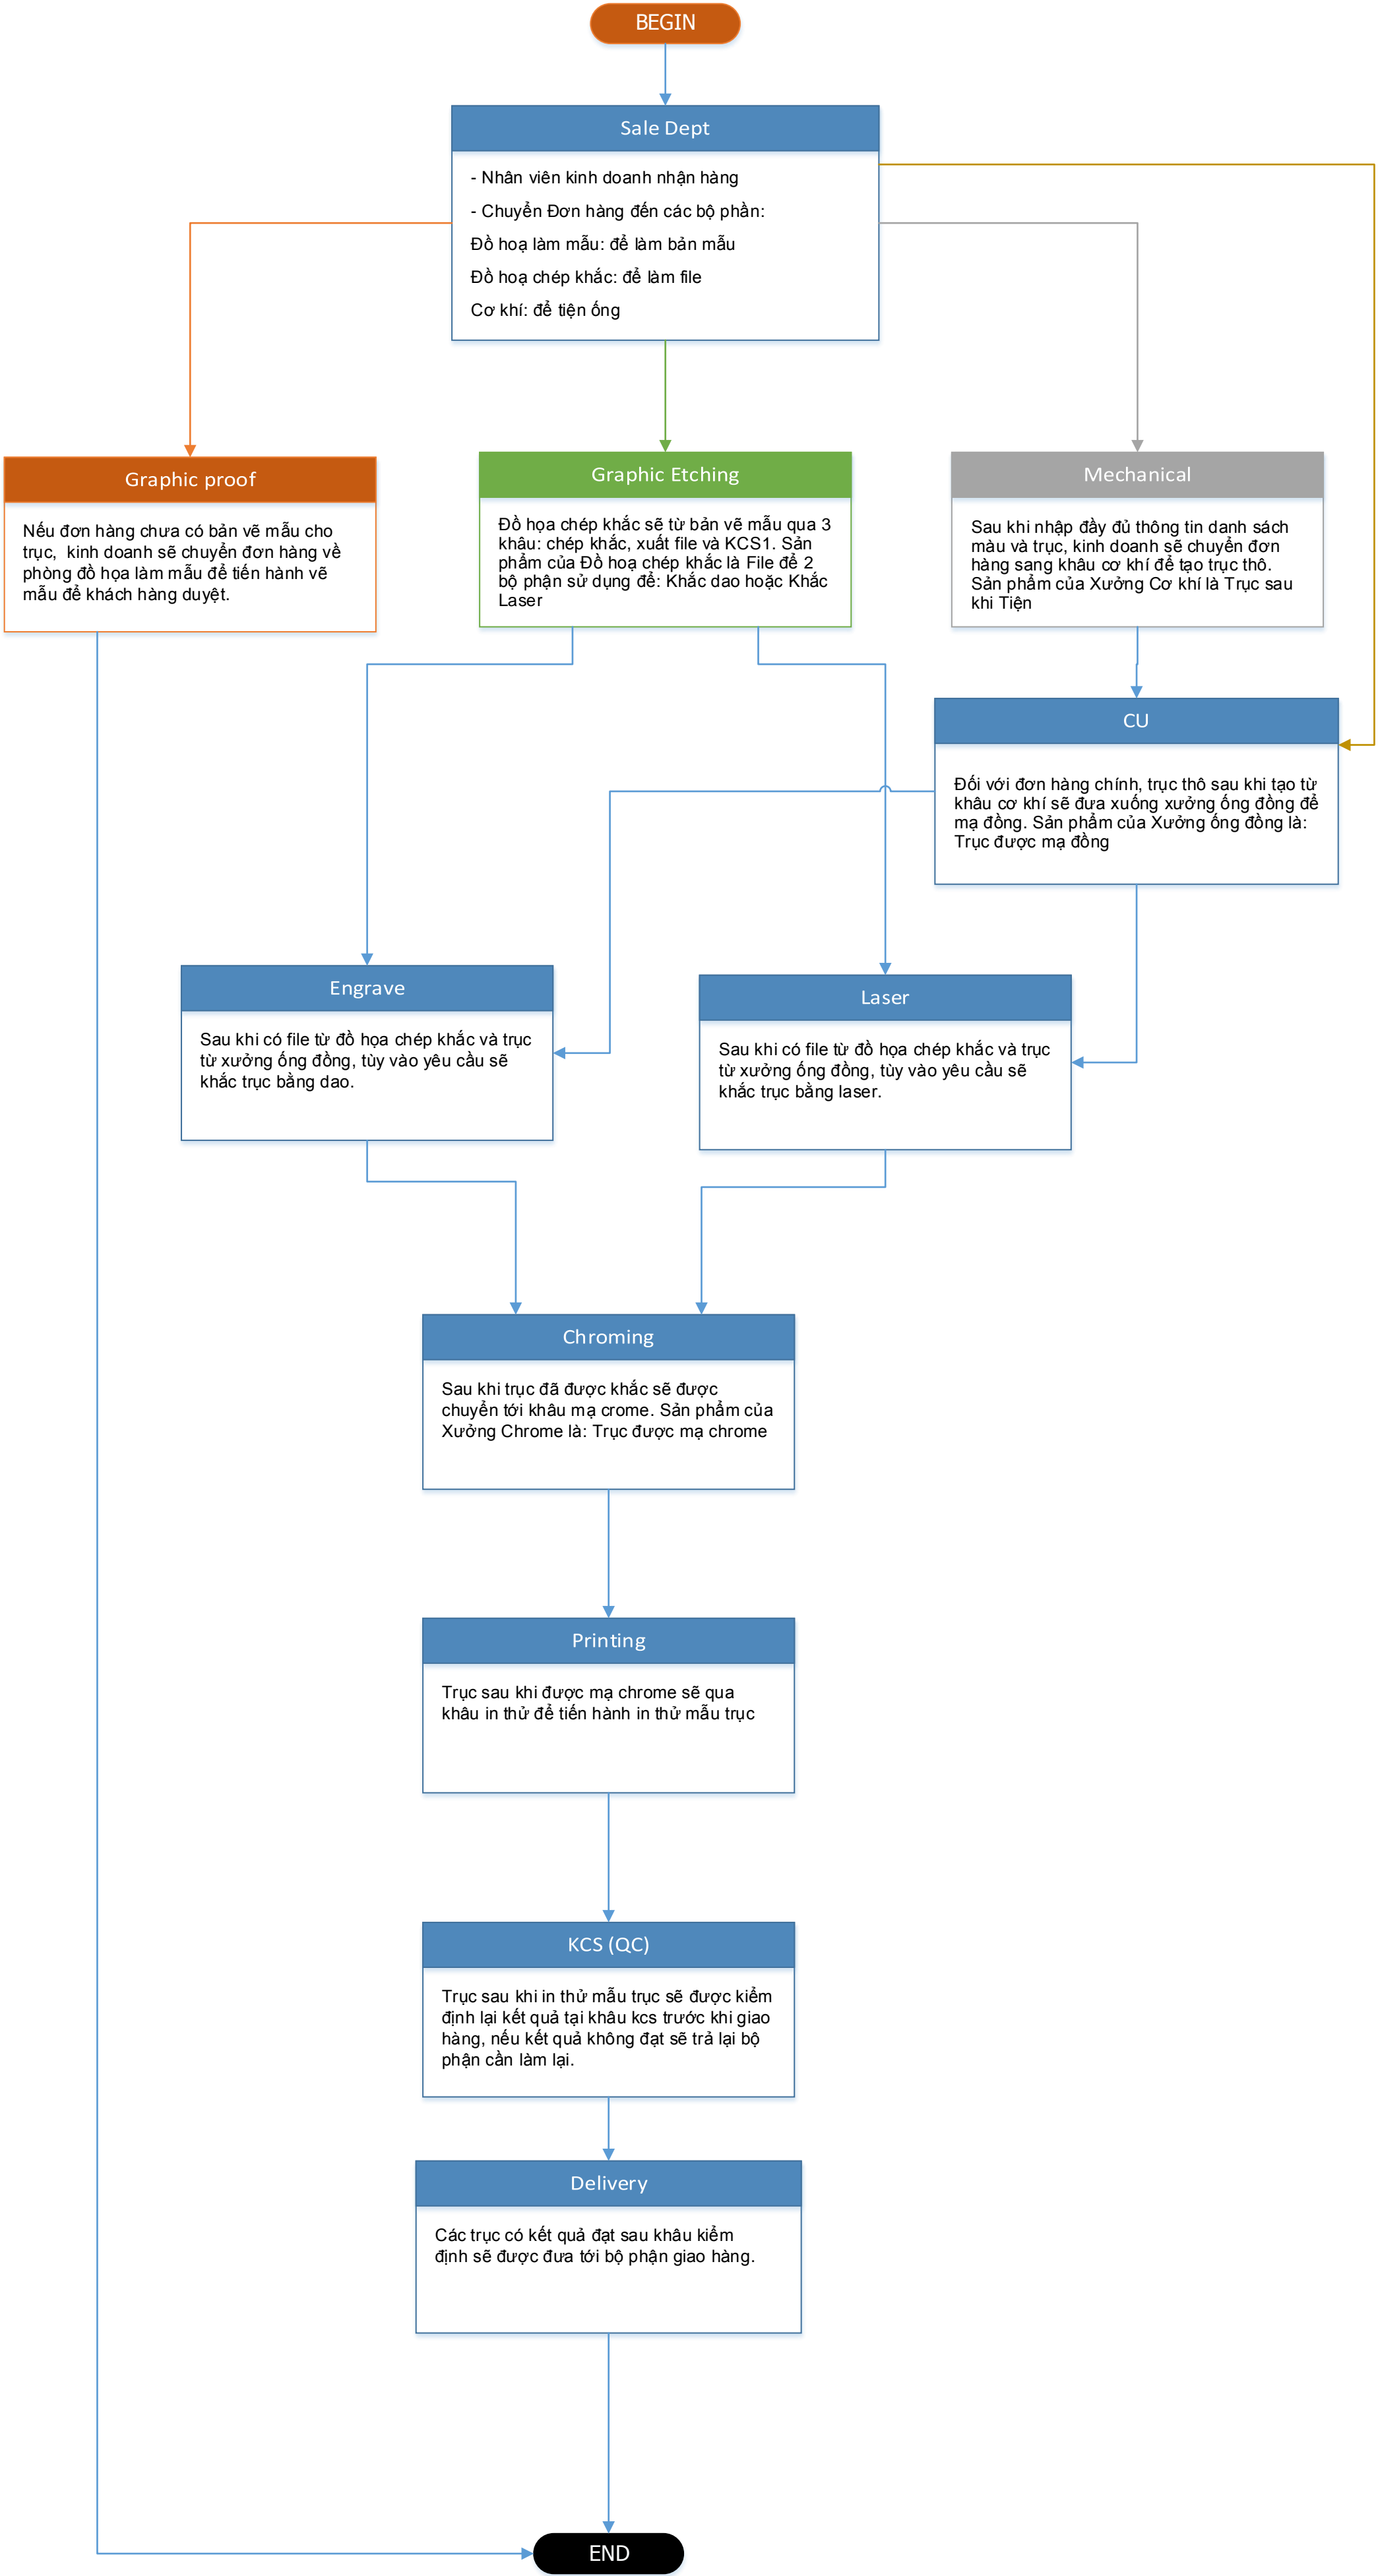 BEGIN
Sale Dept
- Nhân viên kinh doanh nhận hàng
- Chuyển Đơn hàng đến các bộ phần:
Đồ hoạ làm mẫu: để làm bản mẫu
Đồ hoạ chép khắc: để làm file
Cơ khí: để tiện ống
Graphic proof
Nếu đơn hàng chưa có bản vẽ mẫu cho
trục, kinh doanh sẽ chuyển đơn hàng về
phòng đồ họa làm mẫu để tiến hành vẽ
mẫu để khách hàng duyệt.
Graphic Etching
Đồ họa chép khắc sẽ từ bản vẽ mẫu qua 3
khâu: chép khắc, xuất file và KCS1. Sản
phẩm của Đồ hoạ chép khắc là File để 2
bộ phận sử dụng để: Khắc dao hoặc Khắc
Laser
Mechanical
Sau khi nhập đầy đủ thông tin danh sách
màu và trục, kinh doanh sẽ chuyển đơn
hàng sang khâu cơ khí để tạo trục thô.
Sản phẩm của Xưởng Cơ khí là Trục sau
khi Tiện
CU
Đối với đơn hàng chính, trục thô sau khi tạo từ
khâu cơ khí sẽ đưa xuống xưởng ống đồng để
mạ đồng. Sản phẩm của Xưởng ống đồng là:
Trục được mạ đồng
Engrave
Sau khi có file từ đồ họa chép khắc và trục
từ xưởng ống đồng, tùy vào yêu cầu sẽ
khắc trục bằng dao.
Laser
Sau khi có file từ đồ họa chép khắc và trục
từ xưởng ống đồng, tùy vào yêu cầu sẽ
khắc trục bằng laser.
Chroming
Sau khi trục đã được khắc sẽ được
chuyển tới khâu mạ crome. Sản phẩm của
Xưởng Chrome là: Trục được mạ chrome
Printing
Trục sau khi được mạ chrome sẽ qua
khâu in thử để tiến hành in thử mẫu trục
KCS (QC)
Trục sau khi in thử mẫu trục sẽ được kiểm
định lại kết quả tại khâu kcs trước khi giao
hàng, nếu kết quả không đạt sẽ trả lại bộ
phận cần làm lại.
Delivery
Các trục có kết quả đạt sau khâu kiểm
định sẽ được đưa tới bộ phận giao hàng.
END